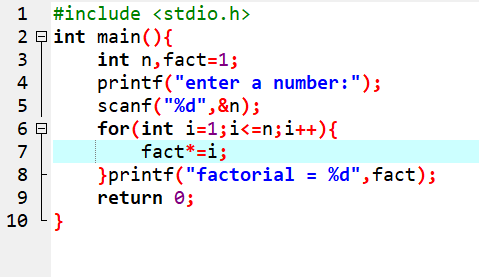 1 #include <stdio.h>
2 int main(){
3 int n,fact=1;
4 printf("enter a number:");
5 scanf("%d",&n);
6 for(int i=1;i<=n;i++){
7 fact*=i;
8 }printf("factorial = %d",fact);
9 return 0;
10 }